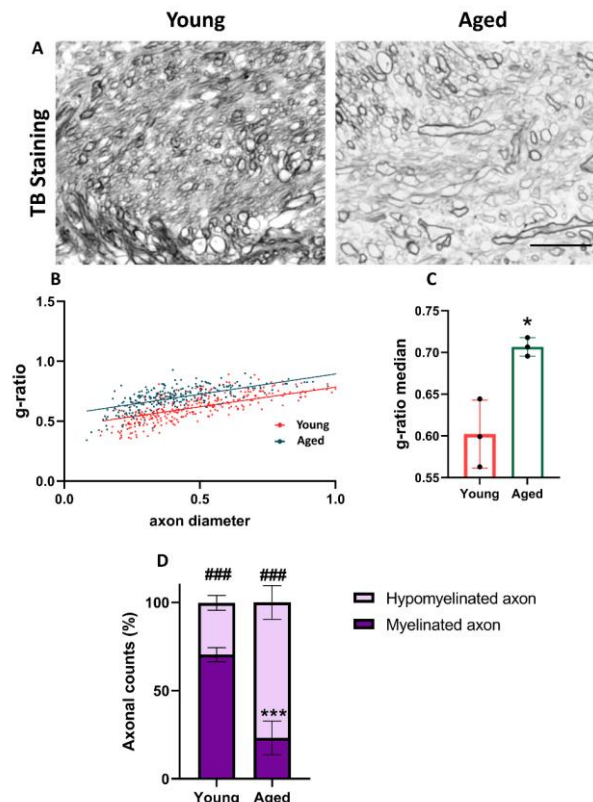 Young Aged
A
TB Staining
B
C
1.5
1.0
0.5
0.0
g-ratio
0.0 0.5 1.0
axon diameter
Young
Aged
0.75
0.70
0.65
0.60
0.55
g-ratio median
*
Young Aged
D
### ###
100
50
0
Axonal counts (%)
***
Young Aged
Hypomyelinated axon
Myelinated axon